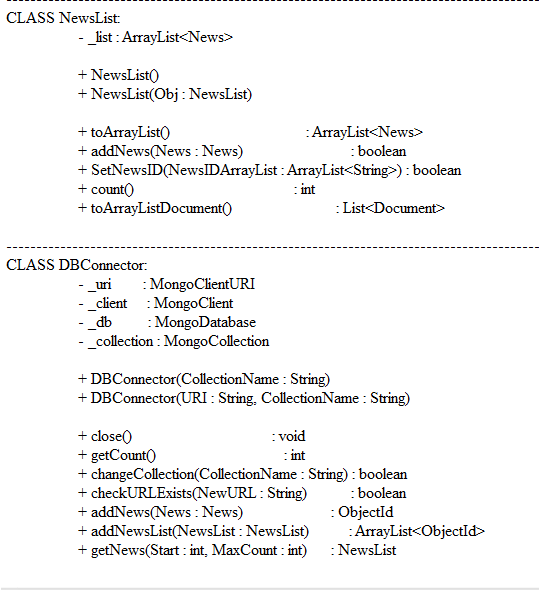 CLASS NewsList:
- _list : ArrayList<News>
+ NewsList()
+ NewsList(Obj : NewsList)
+ toArrayList() : ArrayList<News>
+ addNews(News : News) : boolean
+ SetNewsID(NewsIDArrayList : ArrayList<String>) : boolean
+ count() : int
+ toArrayListDocument() : List<Document>
CLASS DBConnector:
- _uri : MongoClientURI
- _client : MongoClient
- _db : MongoDatabase
- _collection : MongoCollection
+ DBConnector(CollectionName : String)
+ DBConnector(URI : String, CollectionName : String)
+ close() : void
+ getCount() : int
+ changeCollection(CollectionName : String) : boolean
+ checkURLExists(NewURL : String) : boolean
+ addNews(News : News) : ObjectId
+ addNewsList(NewsList : NewsList) : ArrayList<ObjectId>
+ getNews(Start : int, MaxCount : int) : NewsList